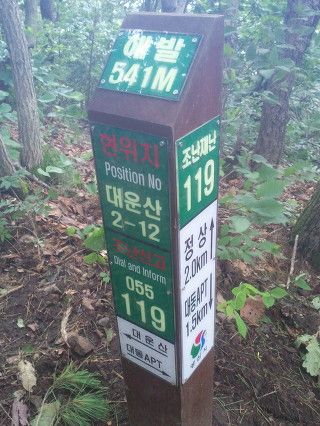 해발
541M
현위치
Position No
대운산
2-12
조난신고
Dial and Inform
055
119
대운산
대동APT
조난재난
119
정상
2.0km
대동APT
1.5km